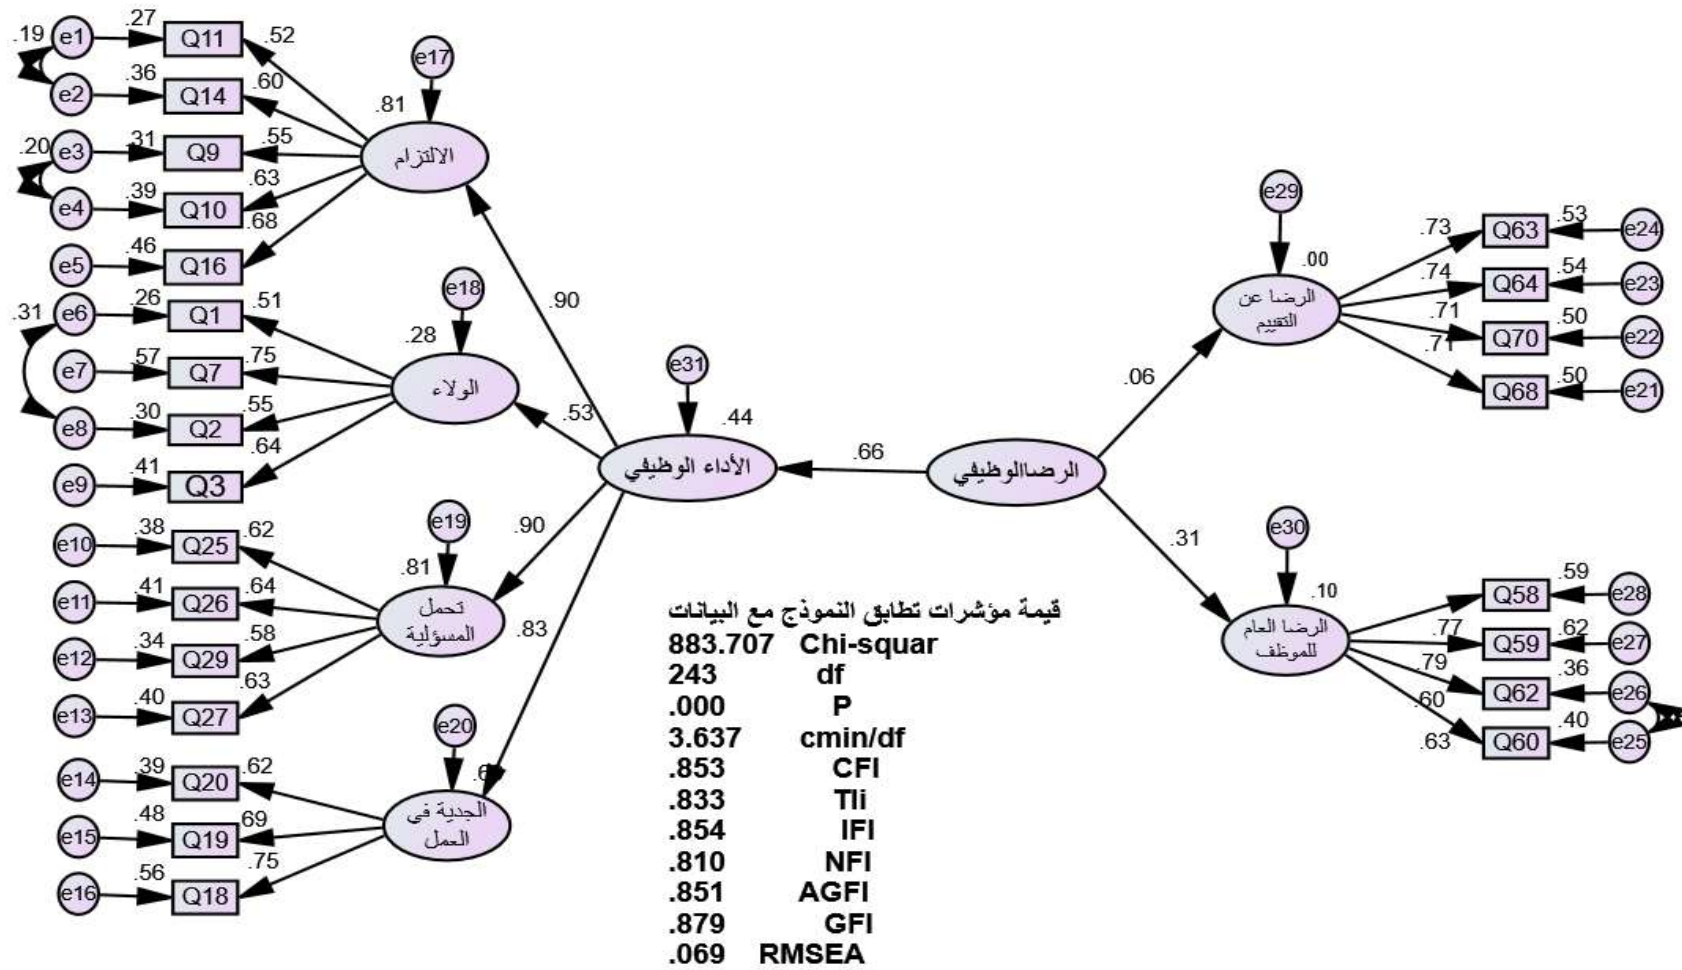 .19
e1
.27
Q11
.52
e2
.36
Q14
.60
.20
e3
.31
Q9
.55
e4
.39
Q10
.63
e5
.46
Q16
.68
e17
.81
الالتزام
.31
e6
.26
Q1
.51
e7
.57
Q7
.75
e8
.30
Q2
.55
e9
.41
Q3
.64
e18
.28
الولاء
e10
.38
Q25
.62
e11
.41
Q26
.64
e12
.34
Q29
.58
e13
.40
Q27
.63
e19
.81
تحمل
المسؤلية
e14
.39
Q20
.62
e15
.48
Q19
.69
e16
.56
Q18
.75
e20
الجدية في
العمل
.90
.53
.90
.83
e31
.44
الأداء الوظيفي
.66
الرضاالوظيفي
.06
.31
e29
.00
الرضا عن
التقييم
.73
Q63
.53
e24
.74
Q64
.54
e23
.71
Q70
.50
e22
.71
Q68
.50
e21
e30
.10
الرضا العام
للموظف
.77
Q58
.59
e28
.79
Q59
.62
e27
.60
Q62
.36
e26
.63
Q60
.40
e25
قيمة مؤشرات تطابق النموذج مع البيانات
883.707 Chi-squar
243 df
.000 P
3.637 cmin/df
.853 CFI
.833 Tli
.854 IFI
.810 NFI
.851 AGFI
.879 GFI
.069 RMSEA